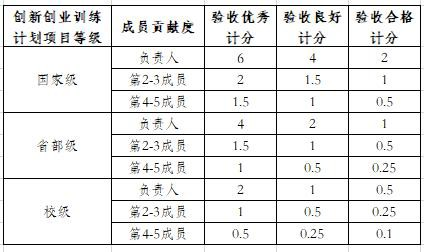 创新创业训练计划项目等级 成员贡献度 验收优秀计分 验收良好计分 验收合格计分
国家级 负责人 6 4 2
第2-3成员 2 1.5 1
第4-5成员 1.5 1 0.5
省部级 负责人 4 2 1
第2-3成员 1.5 1 0.5
第4-5成员 1 0.5 0.25
校级 负责人 2 1 0.5
第2-3成员 1 0.5 0.25
第4-5成员 0.5 0.25 0.1